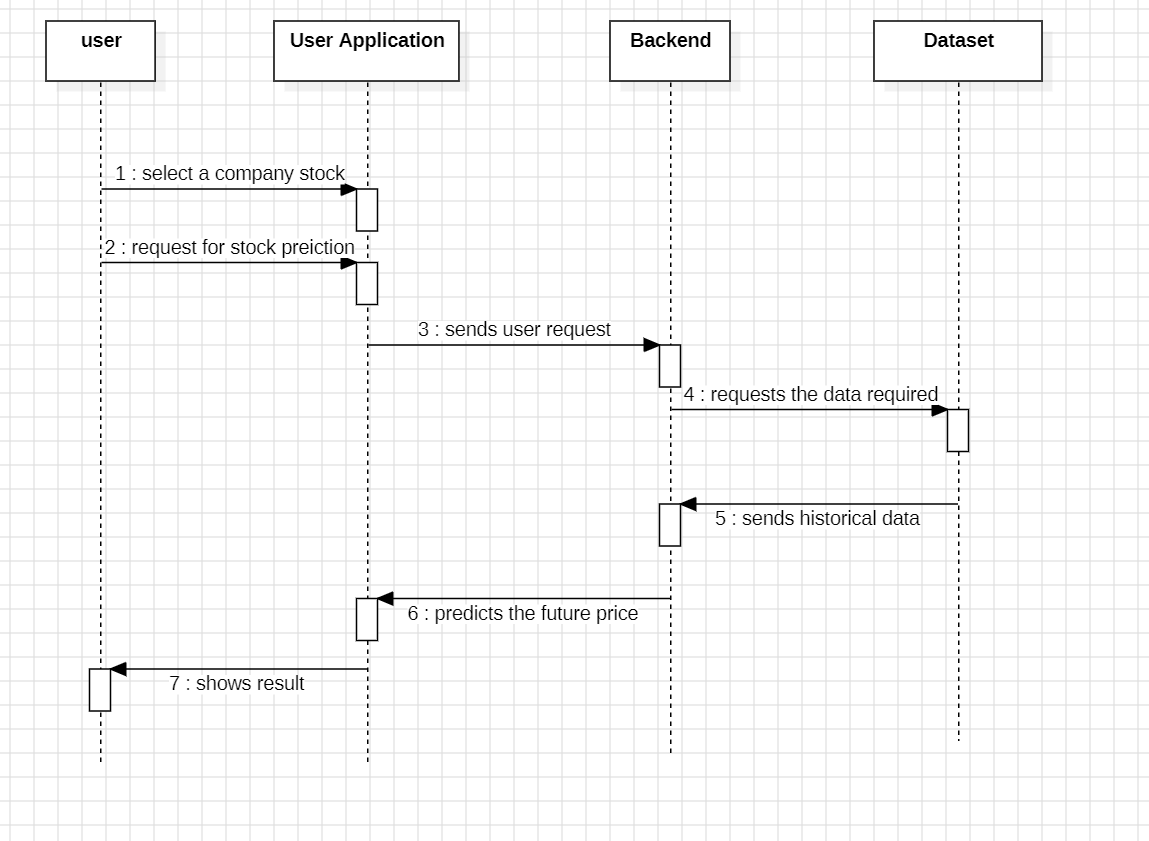 user
User Application
Backend
Dataset
1 : select a company stock
2 : request for stock preiction
3 : sends user request
4 : requests the data required
5 : sends historical data
6 : predicts the future price
7 : shows result